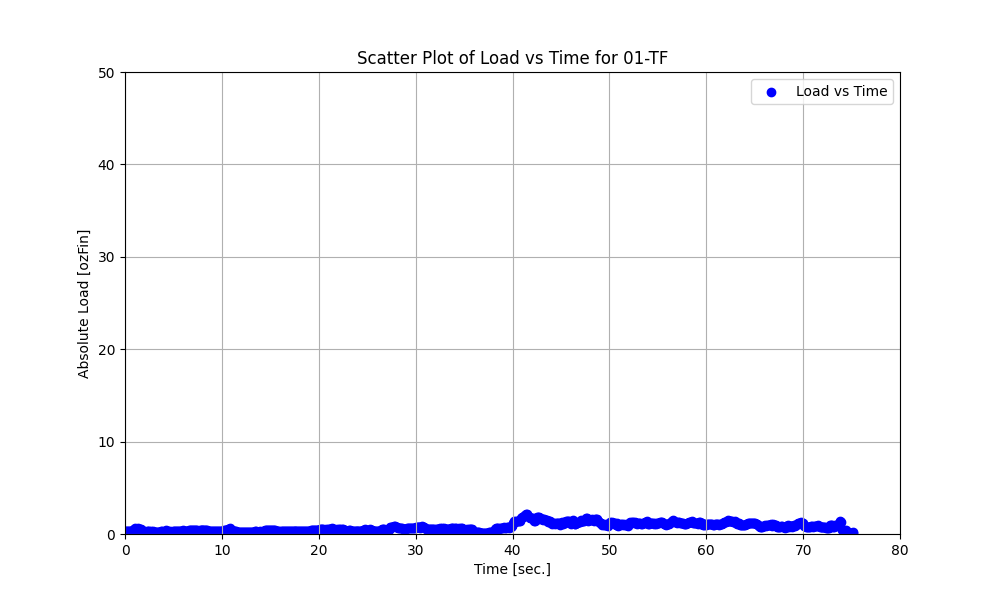 Scatter Plot of Load vs Time for 01-TF
Load vs Time
50
40
30
20
10
0
Absolute Load [ozFin]
0 10 20 30 40 50 60 70 80
Time [sec.]